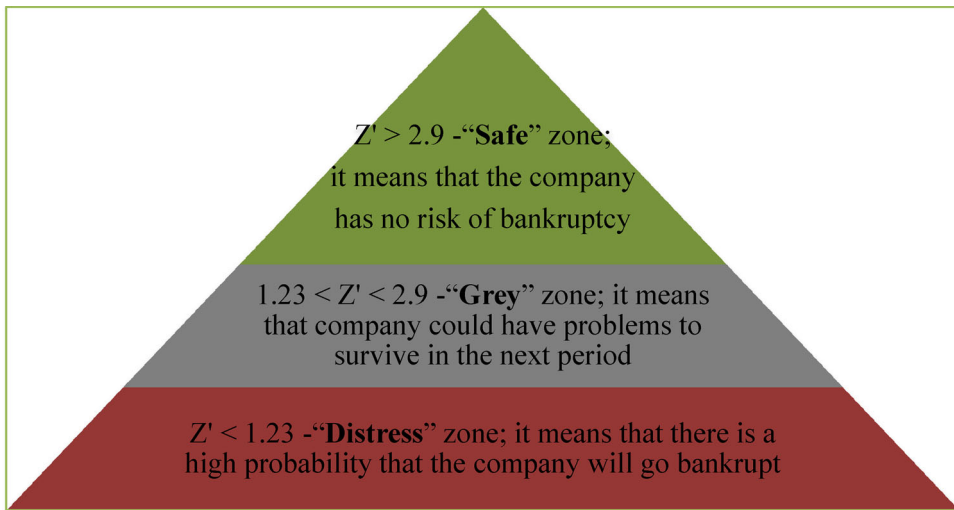 Z' > 2.9 -“Safe” zone;
it means that the company
has no risk of bankruptcy
1.23 < Z' < 2.9 -“Grey” zone; it means
that company could have problems to
survive in the next period
Z' < 1.23 -“Distress” zone; it means that there is a
high probability that the company will go bankrupt